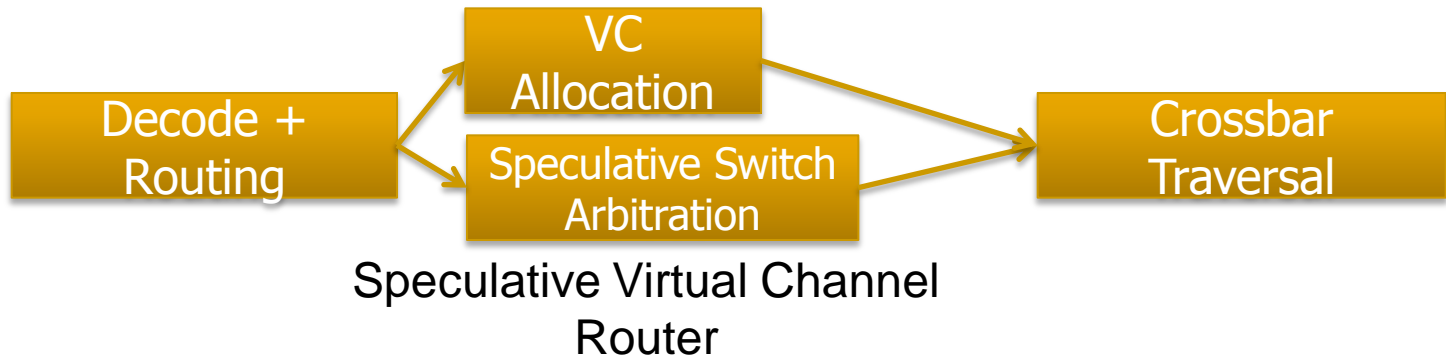 Decode +
Routing
VC
Allocation
Speculative Switch
Arbitration
Crossbar
Traversal
Speculative Virtual Channel
Router